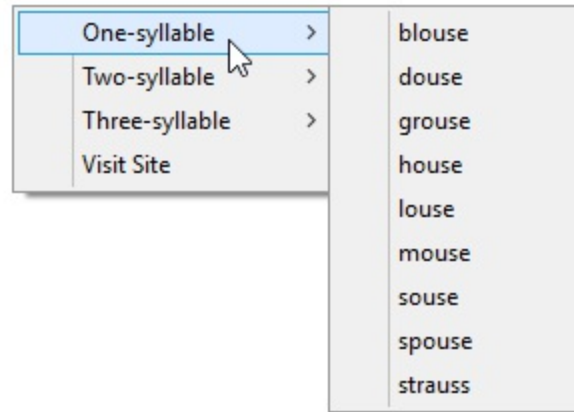 One-syllable
Two-syllable
Three-syllable
Visit Site
blouse
douse
grouse
house
louse
mouse
souse
spouse
strauss